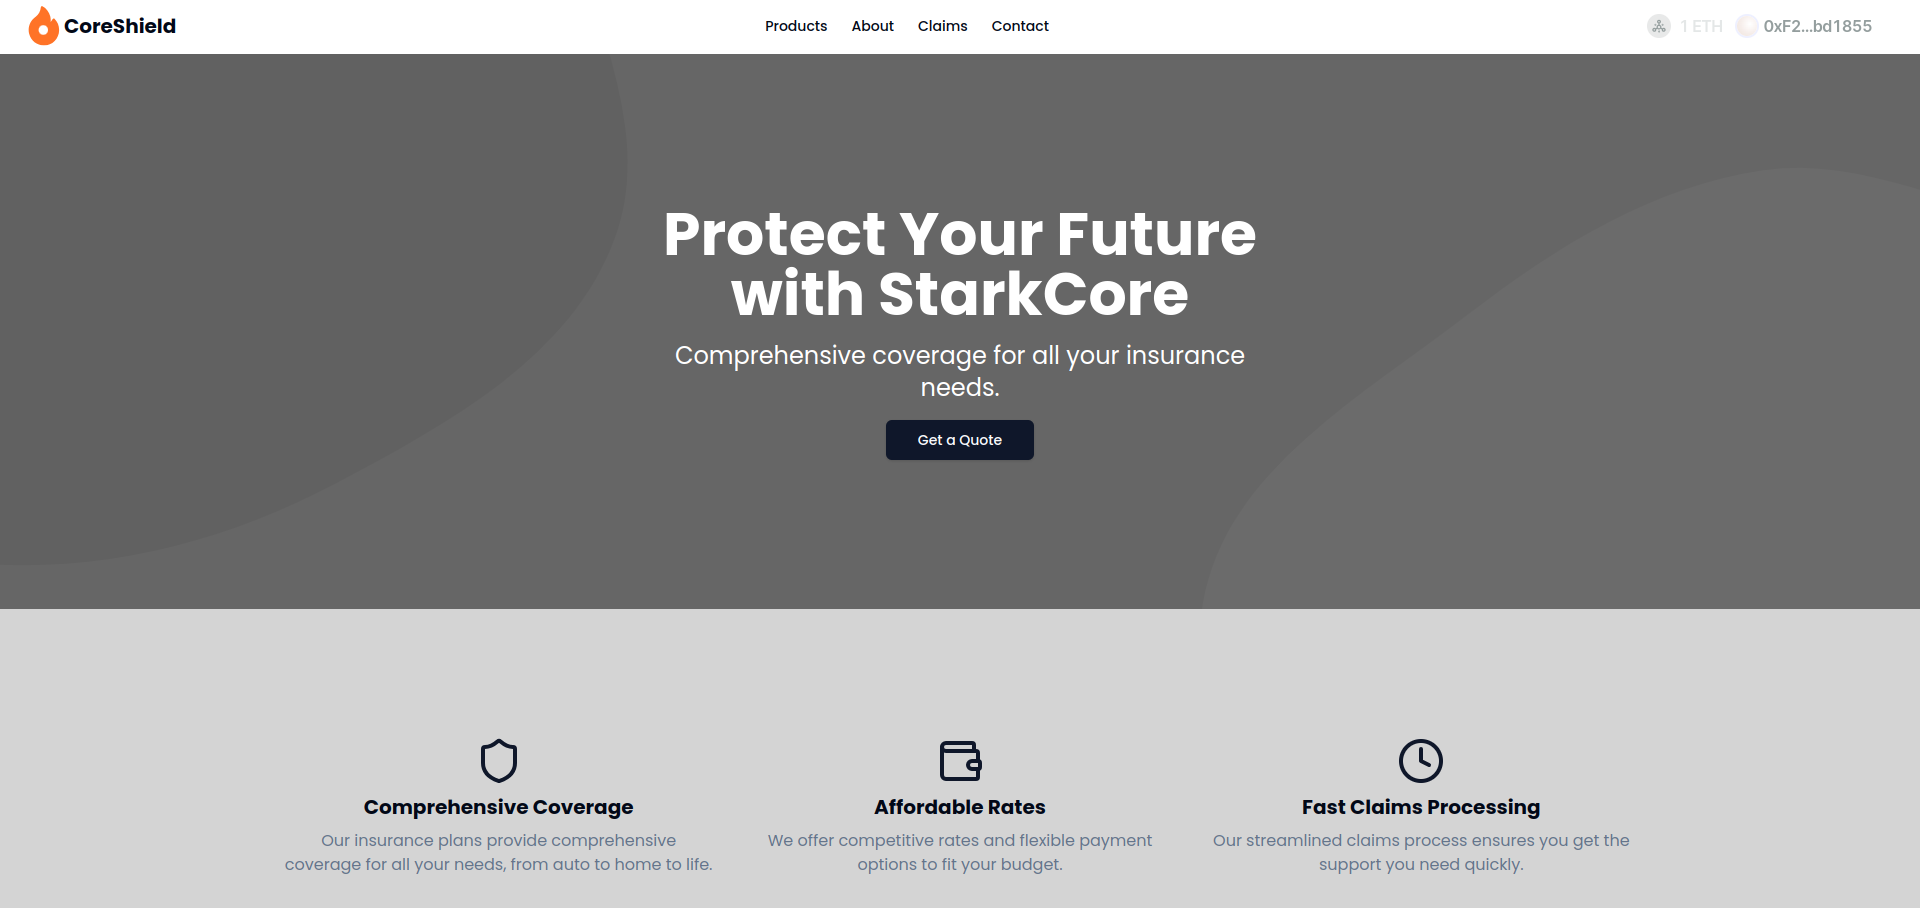 CoreShield
Products About Claims Contact
1 ETH 0xF2...bd1855
Protect Your Future
with StarkCore
Comprehensive coverage for all your insurance
needs.
Get a Quote
Comprehensive Coverage
Our insurance plans provide comprehensive
coverage for all your needs, from auto to home to life.
Affordable Rates
We offer competitive rates and flexible payment
options to fit your budget.
Fast Claims Processing
Our streamlined claims process ensures you get the
support you need quickly.